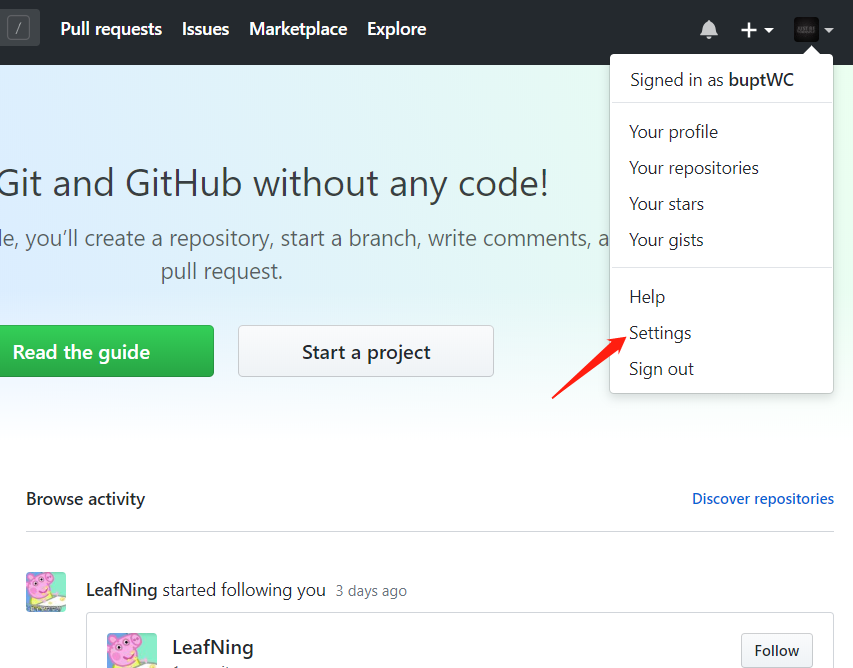 / Pull requests Issues Marketplace Explore
Signed in as buptWC
Your profile
Your repositories
Your stars
Your gists
Help
Settings
Sign out
Git and GitHub without any code!
you'll create a repository, start a branch, write comments,
pull request.
Read the guide
Start a project
Browse activity
Discover repositories
LeafNing started following you 3 days ago
LeafNing
Follow